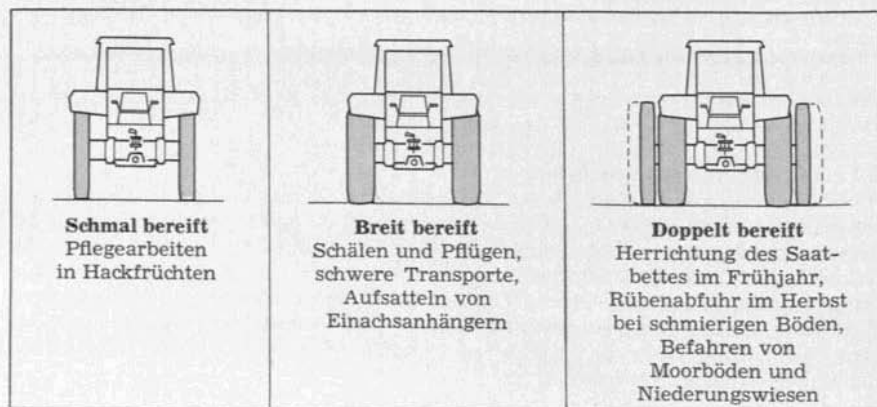 Schmal bereift
Pflegearbeiten
in Hackfrüchten
Breit bereift
Schälen und Pflügen,
schwere Transporte,
Aufsatteln von
Einachsanhängern
Doppelt bereift
Herrichtung des Saat-
bettes im Frühjahr,
Rübenabfuhr im Herbst
bei schmierigen Böden,
Befahren von
Moorböden und
Niederungswiesen